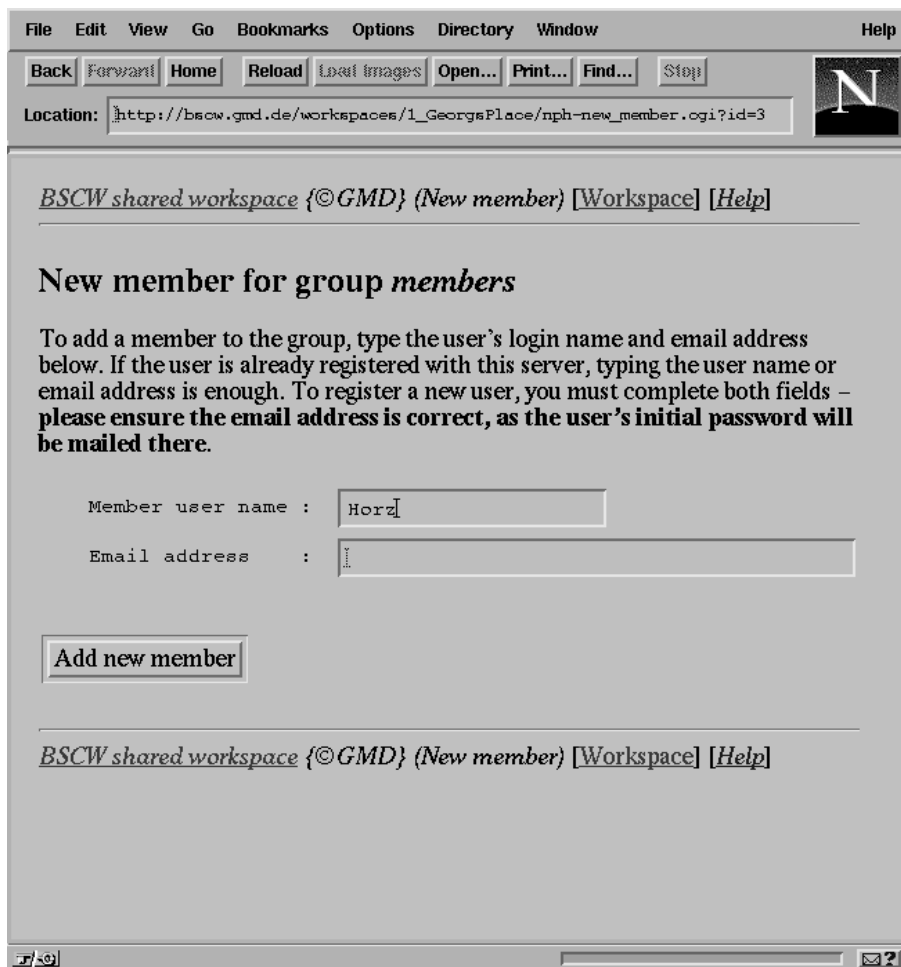 File Edit View Go Bookmarks Options Directory Window Help
Back Forward Home Reload Load Images Open... Print... Find... Stop
N
Location: http://bscw.gmd.de/workspaces/1_GeorgsPlace/nph-new_member.cgi?id=3
BSCW shared workspace {©GMD} (New member) [Workspace] [Help]
New member for group members
To add a member to the group, type the user's login name and email address
below. If the user is already registered with this server, typing the user name or
email address is enough. To register a new user, you must complete both fields –
please ensure the email address is correct, as the user's initial password will
be mailed there.
Member user name : Horz
Email address :
Add new member
BSCW shared workspace {©GMD} (New member) [Workspace] [Help]
?